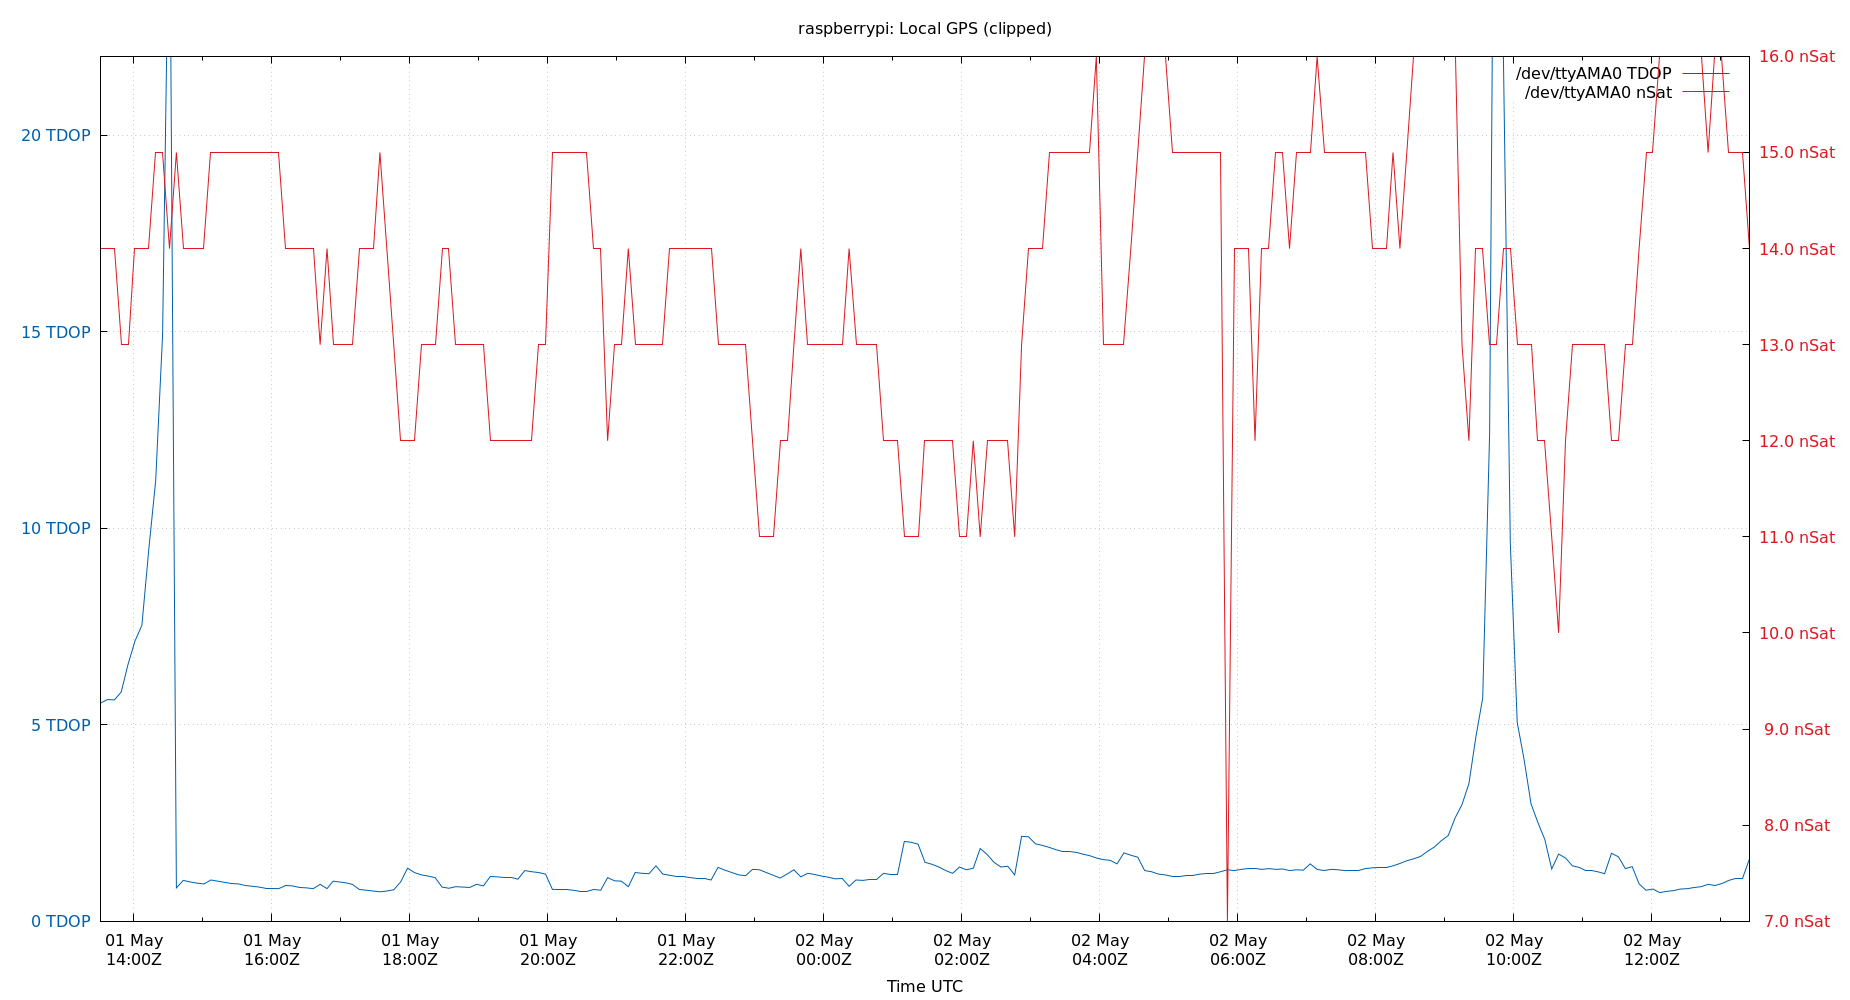 raspberrypi: Local GPS (clipped)
/dev/ttyAMA0 TDOP
/dev/ttyAMA0 nSat
20 TDOP
15 TDOP
10 TDOP
5 TDOP
0 TDOP
16.0 nSat
15.0 nSat
14.0 nSat
13.0 nSat
12.0 nSat
11.0 nSat
10.0 nSat
9.0 nSat
8.0 nSat
7.0 nSat
01 May 01 May 01 May 01 May 01 May 02 May 02 May 02 May 02 May 02 May 02 May 02 May
14:00Z 16:00Z 18:00Z 20:00Z 22:00Z 00:00Z 02:00Z 04:00Z 06:00Z 08:00Z 10:00Z 12:00Z
Time UTC